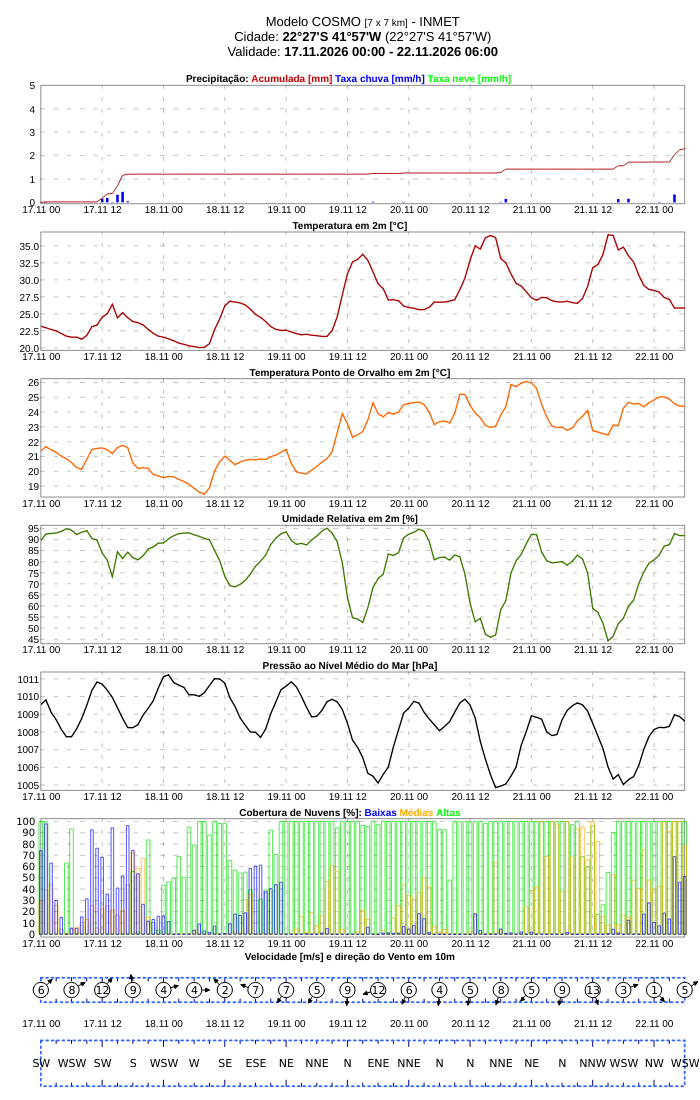 Modelo COSMO [7 x 7 km] - INMET
Cidade: 22°27'S 41°57'W (22°27'S 41°57'W)
Validade: 17.11.2026 00:00 - 22.11.2026 06:00
Precipitação: Acumulada [mm] Taxa chuva [mm/h] Taxa neve [mm/h]
5
4
3
2
1
0
17.11 00 17.11 12 18.11 00 18.11 12 19.11 00 19.11 12 20.11 00 20.11 12 21.11 00 21.11 12 22.11 00
Temperatura em 2m [°C]
35.0
32.5
30.0
27.5
25.0
22.5
20.0
17.11 00 17.11 12 18.11 00 18.11 12 19.11 00 19.11 12 20.11 00 20.11 12 21.11 00 21.11 12 22.11 00
Temperatura Ponto de Orvalho em 2m [°C]
26
25
24
23
22
21
20
19
17.11 00 17.11 12 18.11 00 18.11 12 19.11 00 19.11 12 20.11 00 20.11 12 21.11 00 21.11 12 22.11 00
Umidade Relativa em 2m [%]
95
90
85
80
75
70
65
60
55
50
45
17.11 00 17.11 12 18.11 00 18.11 12 19.11 00 19.11 12 20.11 00 20.11 12 21.11 00 21.11 12 22.11 00
Pressão ao Nível Médio do Mar [hPa]
1011
1010
1009
1008
1007
1006
1005
17.11 00 17.11 12 18.11 00 18.11 12 19.11 00 19.11 12 20.11 00 20.11 12 21.11 00 21.11 12 22.11 00
Cobertura de Nuvens [%]: Baixas Médias Altas
100
90
80
70
60
50
40
30
20
10
0
17.11 00 17.11 12 18.11 00 18.11 12 19.11 00 19.11 12 20.11 00 20.11 12 21.11 00 21.11 12 22.11 00
Velocidade [m/s] e direção do Vento em 10m
6 8 12 9 4 4 2 7 7 5 9 12 6 4 5 8 5 9 13 3 1 5
17.11 00 17.11 12 18.11 00 18.11 12 19.11 00 19.11 12 20.11 00 20.11 12 21.11 00 21.11 12 22.11 00
SW WSW SW S WSW W SE ESE NE NNE N ENE NNE N N NNE NE N NNW WSW NW WSW